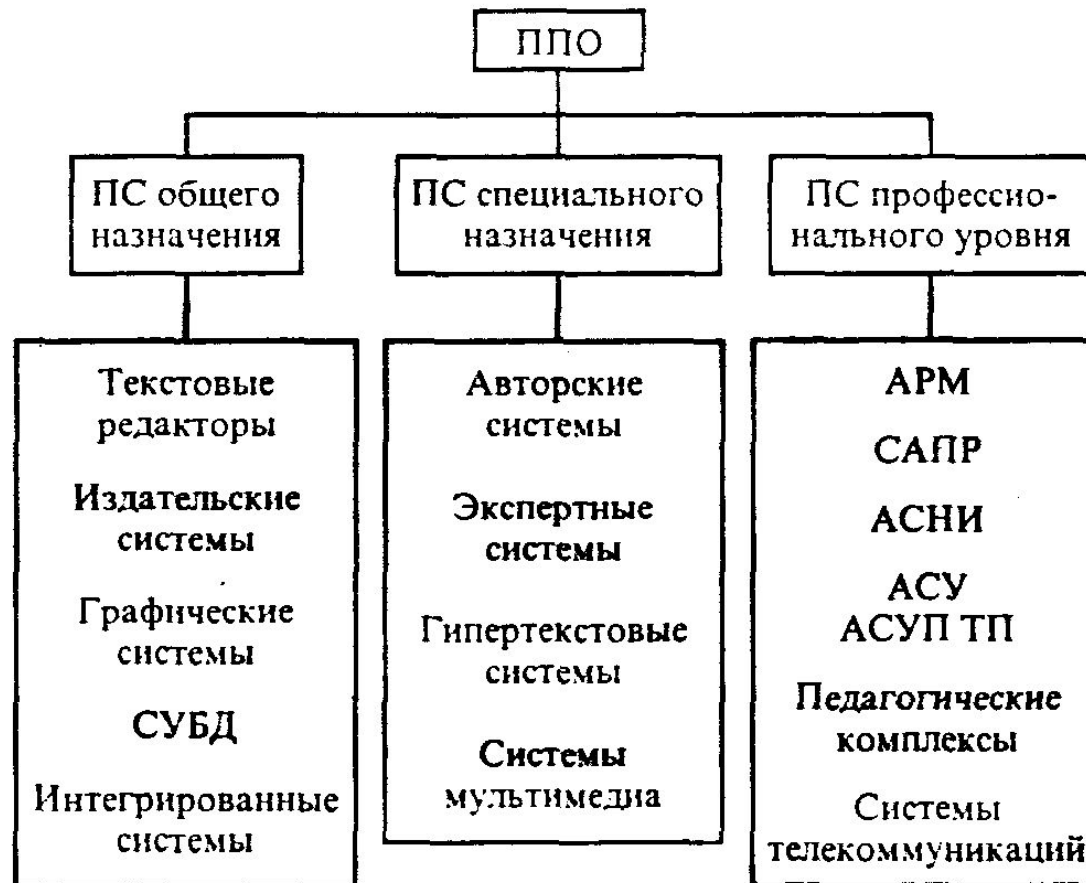 ППО
ПС общего
назначения
ПС специального
назначения
ПС профессио-
нального уровня
Текстовые
редакторы
Издательские
системы
Графические
системы
СУБД
Интегрированные
системы
Авторские
системы
Экспертные
системы
Гипертекстовые
системы
Системы
мультимедиа
АРМ
САПР
АСНИ
АСУ
АСУП ТП
Педагогические
комплексы
Системы
телекоммуникаций